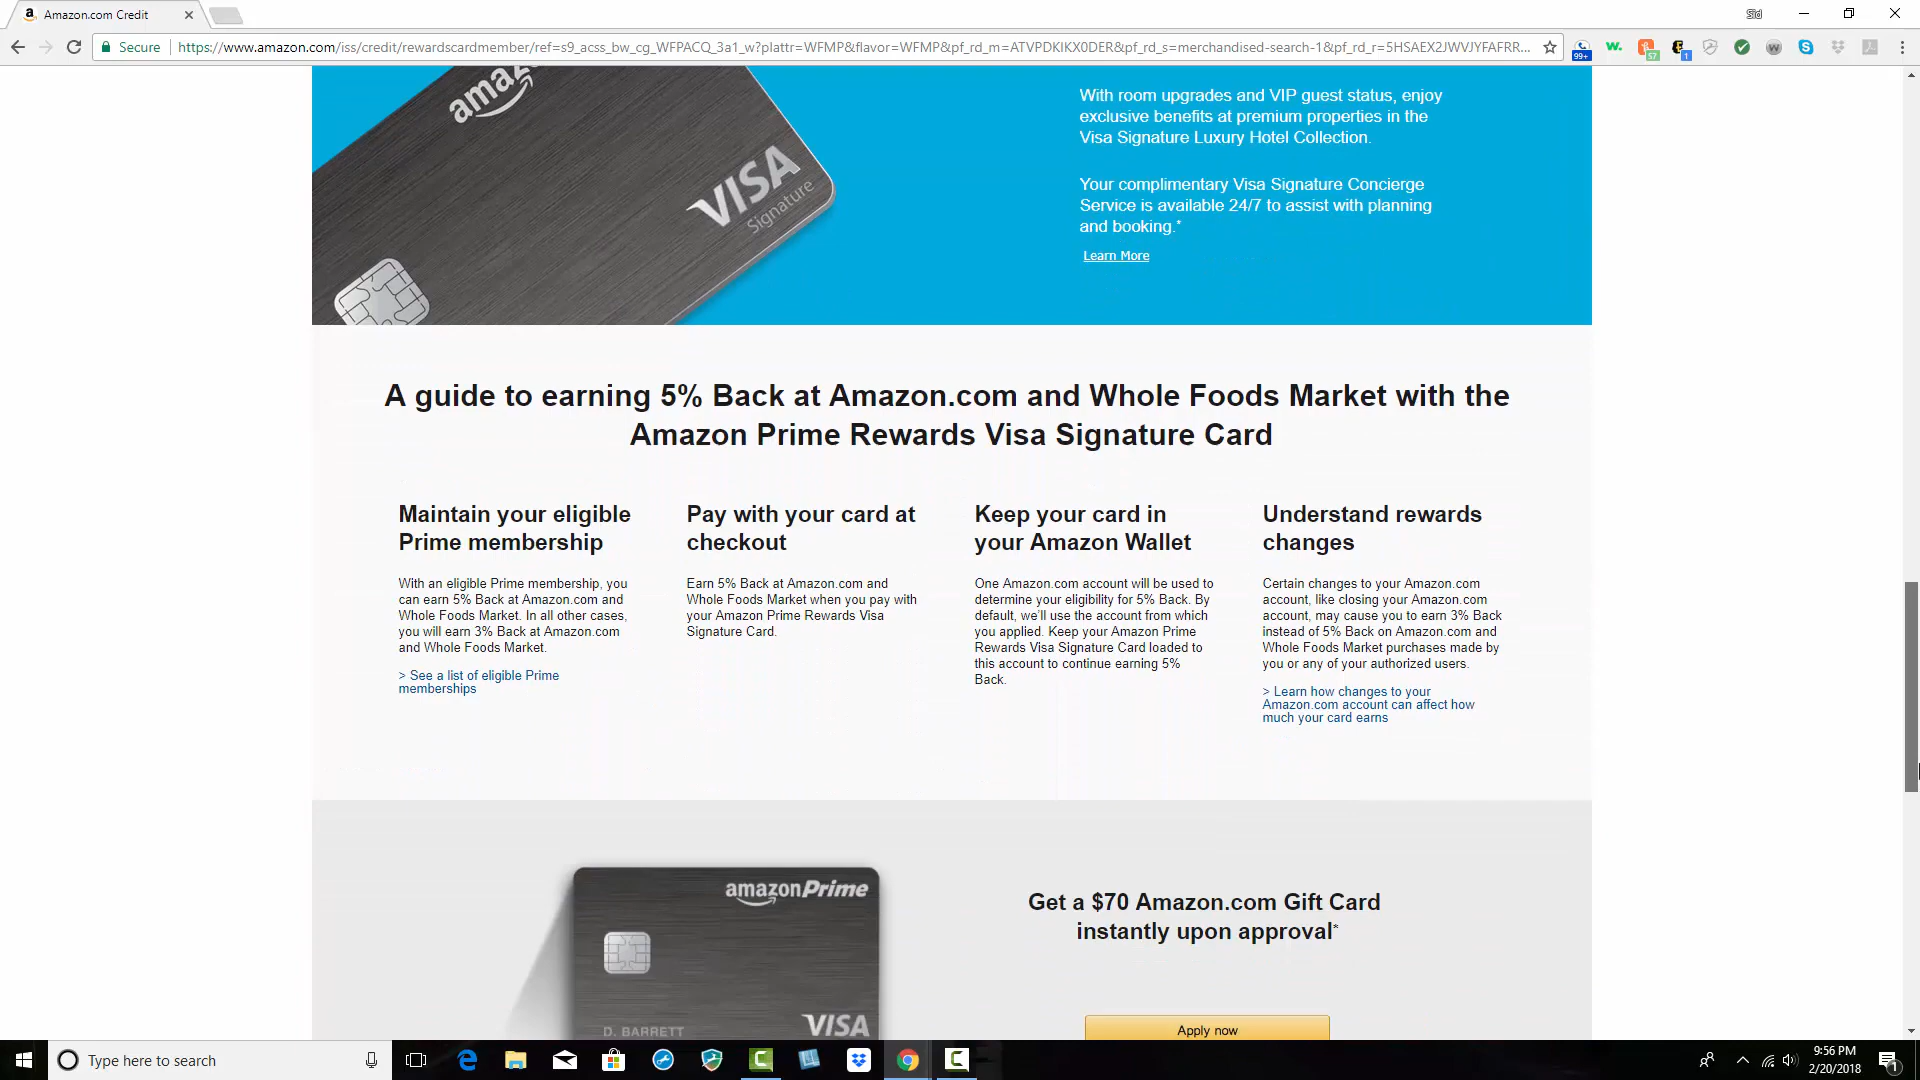 Amazon.com Credit
Sid
Secure
https://www.amazon.com/iss/credit/rewardscardmember/ref=s9_acss_bw_cg_WFPACQ_3a1_w?plattr=WFMP&flavor=WFMP&pf_rd_m=ATVPDKIKX0DER&pf_rd_s=merchandised-search-1&pf_rd_r=5HSAEX2JWVJYFAFRR...
99+
57
1
amaz
VISA
Signature
With room upgrades and VIP guest status, enjoy
exclusive benefits at premium properties in the
Visa Signature Luxury Hotel Collection.
Your complimentary Visa Signature Concierge
Service is available 24/7 to assist with planning
and booking.*
Learn More
A guide to earning 5% Back at Amazon.com and Whole Foods Market with the
Amazon Prime Rewards Visa Signature Card
Maintain your eligible
Prime membership
With an eligible Prime membership, you
can earn 5% Back at Amazon.com and
Whole Foods Market. In all other cases,
you will earn 3% Back at Amazon.com
and Whole Foods Market.
> See a list of eligible Prime
memberships
Pay with your card at
checkout
Earn 5% Back at Amazon.com and
Whole Foods Market when you pay with
your Amazon Prime Rewards Visa
Signature Card.
Keep your card in
your Amazon Wallet
One Amazon.com account will be used to
determine your eligibility for 5% Back. By
default, we'll use the account from which
you applied. Keep your Amazon Prime
Rewards Visa Signature Card loaded to
this account to continue earning 5%
Back.
Understand rewards
changes
Certain changes to your Amazon.com
account, like closing your Amazon.com
account, may cause you to earn 3% Back
instead of 5% Back on Amazon.com and
Whole Foods Market purchases made by
you or any of your authorized users.
> Learn how changes to your
Amazon.com account can affect how
much your card earns
amazonPrime
D. BARRETT
VISA
Get a $70 Amazon.com Gift Card
instantly upon approval*
Apply now
Type here to search
9:56 PM
2/20/2018
1